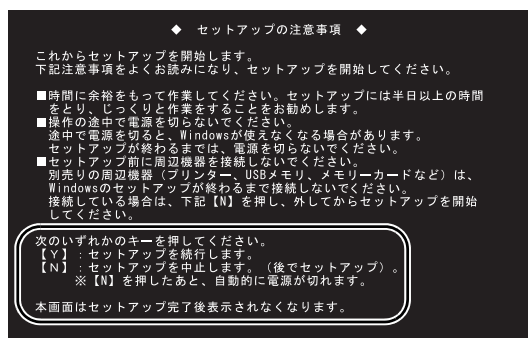 ◆ セットアップの注意事項 ◆
これからセットアップを開始します。
下記注意事項をよくお読みになり、セットアップを開始してください。
■時間に余裕をもって作業してください。セットアップには半日以上の時間
をとり、じっくりと作業をすることをお勧めします。
■操作の途中で電源を切らないでください。
途中で電源を切ると、Windowsが使えなくなる場合があります。
セットアップが終わるまでは、電源を切らないでください。
■セットアップ前に周辺機器を接続しないでください。
別売りの周辺機器（プリンター、USBメモリ、メモリーカードなど）は、
Windowsのセットアップが終わるまで接続しないでください。
接続している場合は、下記【N】を押し、外してからセットアップを開始
してください。
次のいずれかのキーを押してください。
【Y】：セットアップを続行します。
【N】：セットアップを中止します。（後でセットアップ）。
※【N】を押したあと、自動的に電源が切れます。
本画面はセットアップ完了後表示されなくなります。